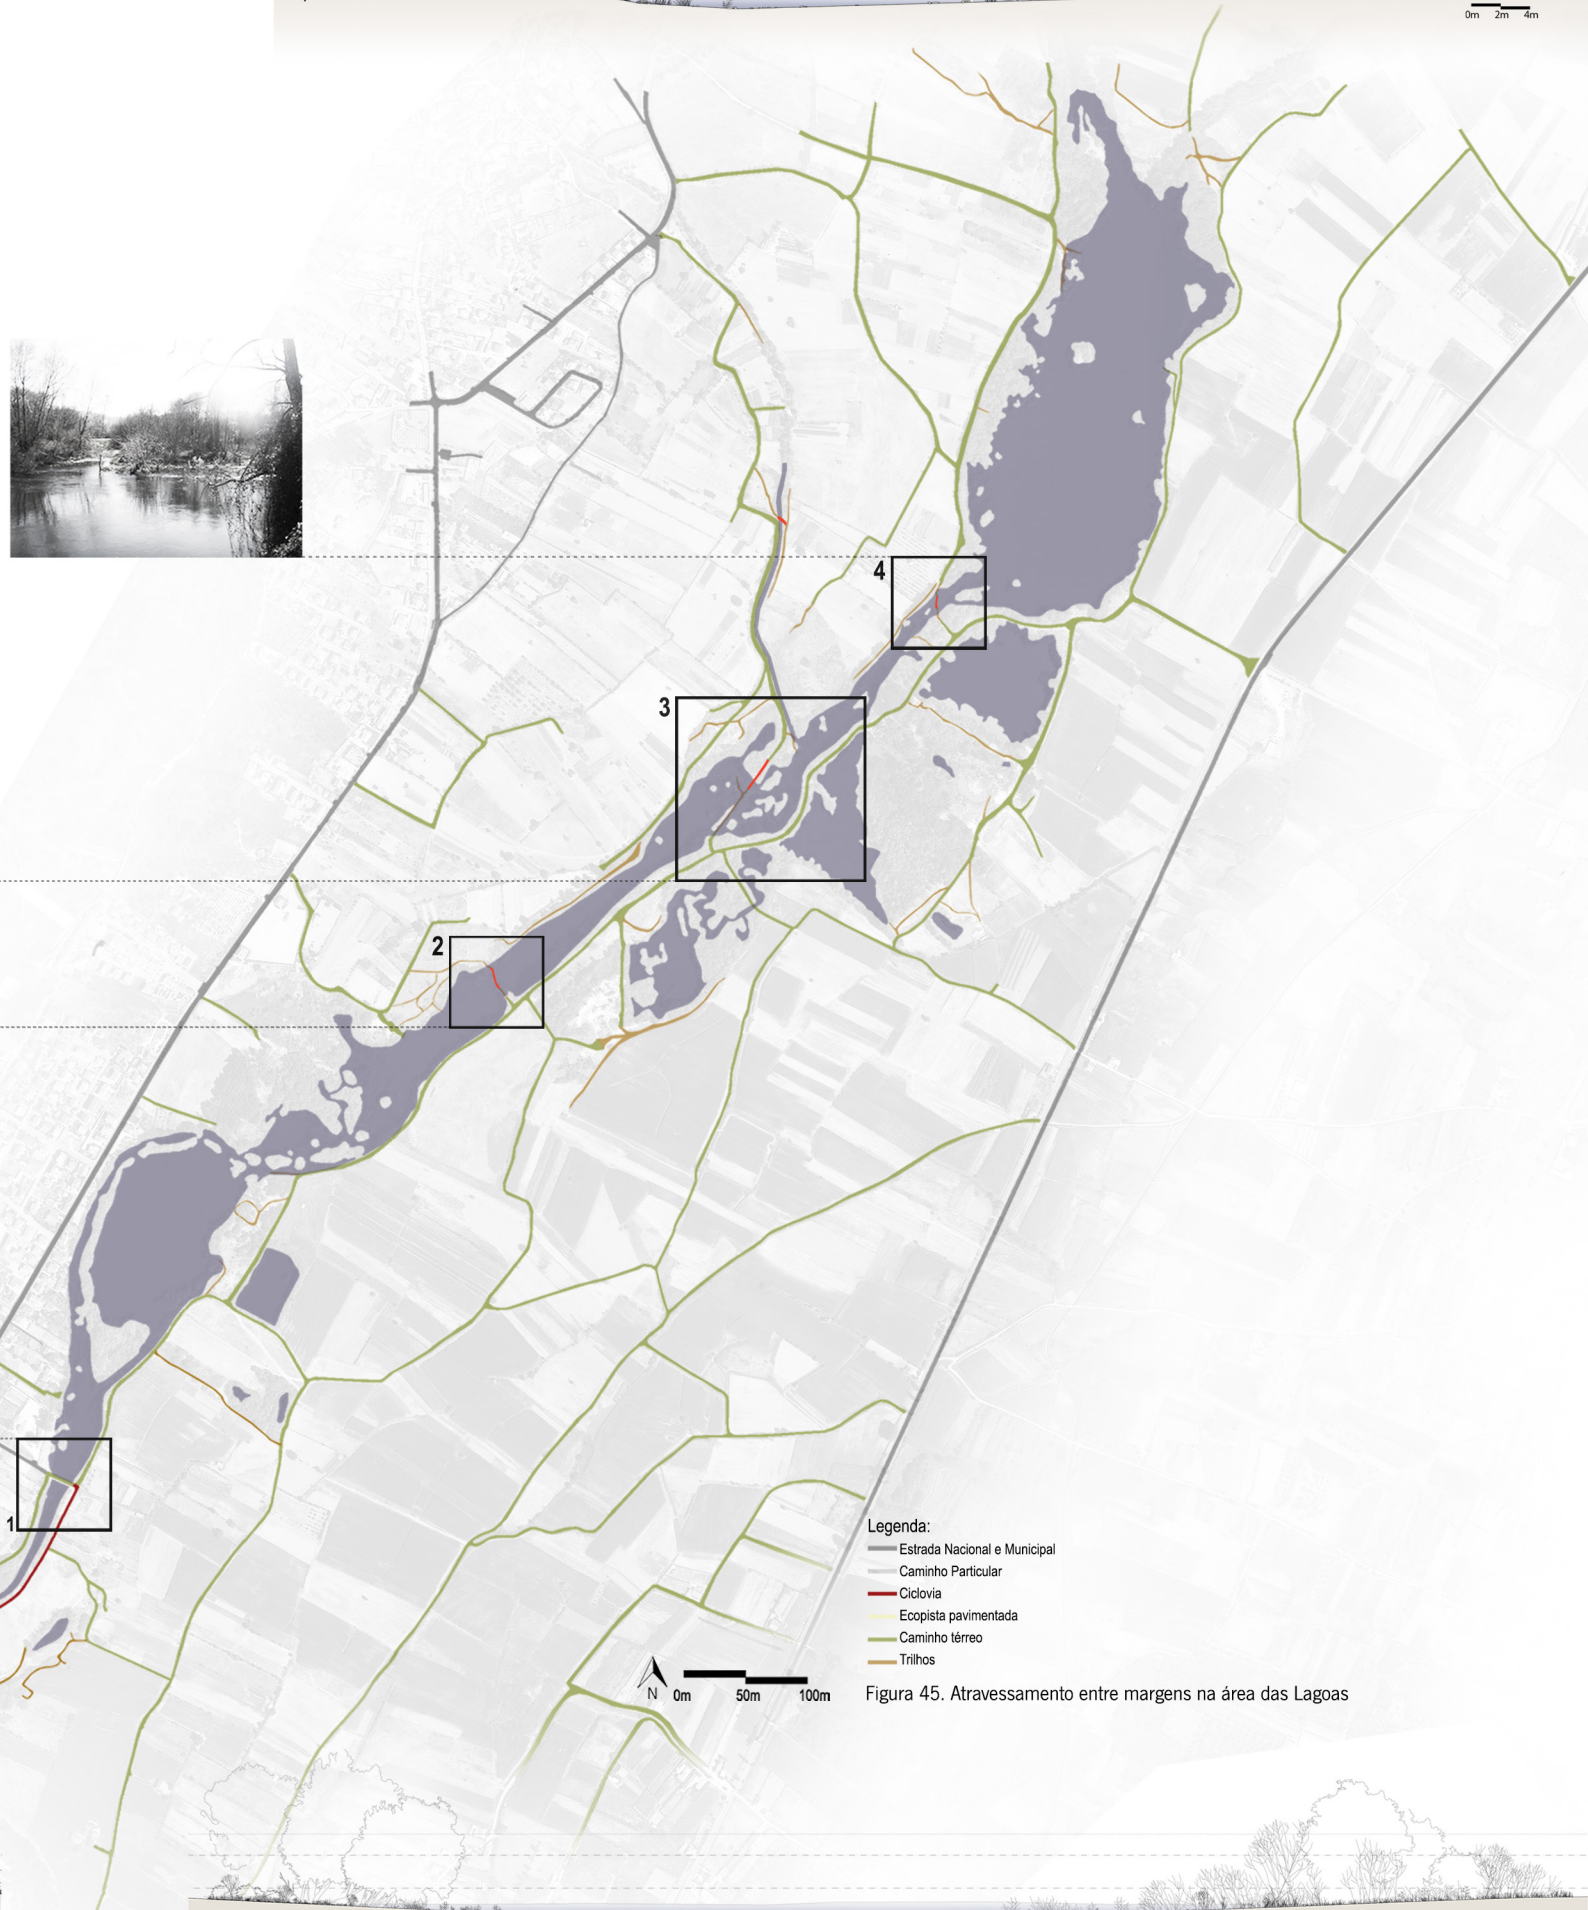 0m 2m 4m
4
3
2
1
Legenda:
Estrada Nacional e Municipal
Caminho Particular
Ciclovia
Ecopista pavimentada
Caminho térreo
Trilhos
N 0m 50m 100m
Figura 45. Atravessamento entre margens na área das Lagoas